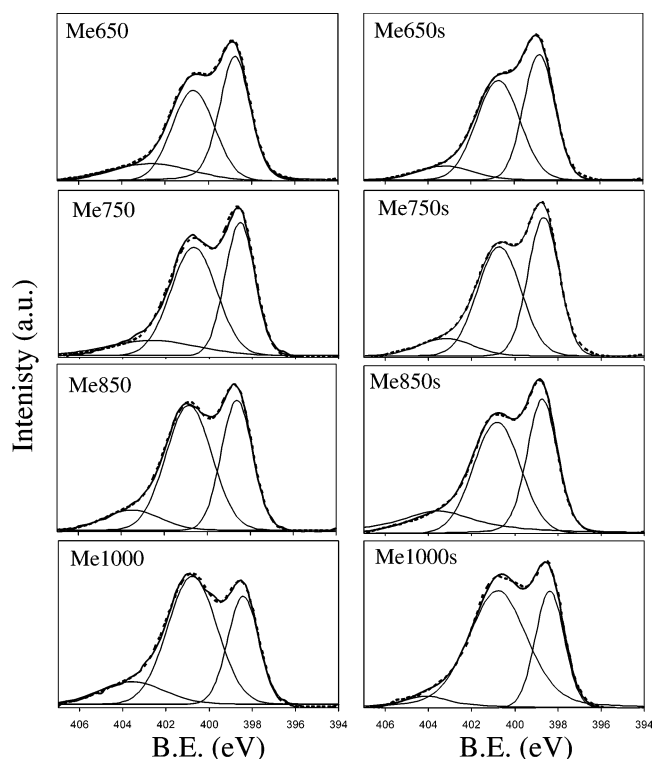 Me650
Me650s
Me750
Me750s
Me850
Me850s
Me1000
Me1000s
Intenisty (a.u.)
406 404 402 400 398 396 394
406 404 402 400 398 396 394
B.E. (eV)
B.E. (eV)